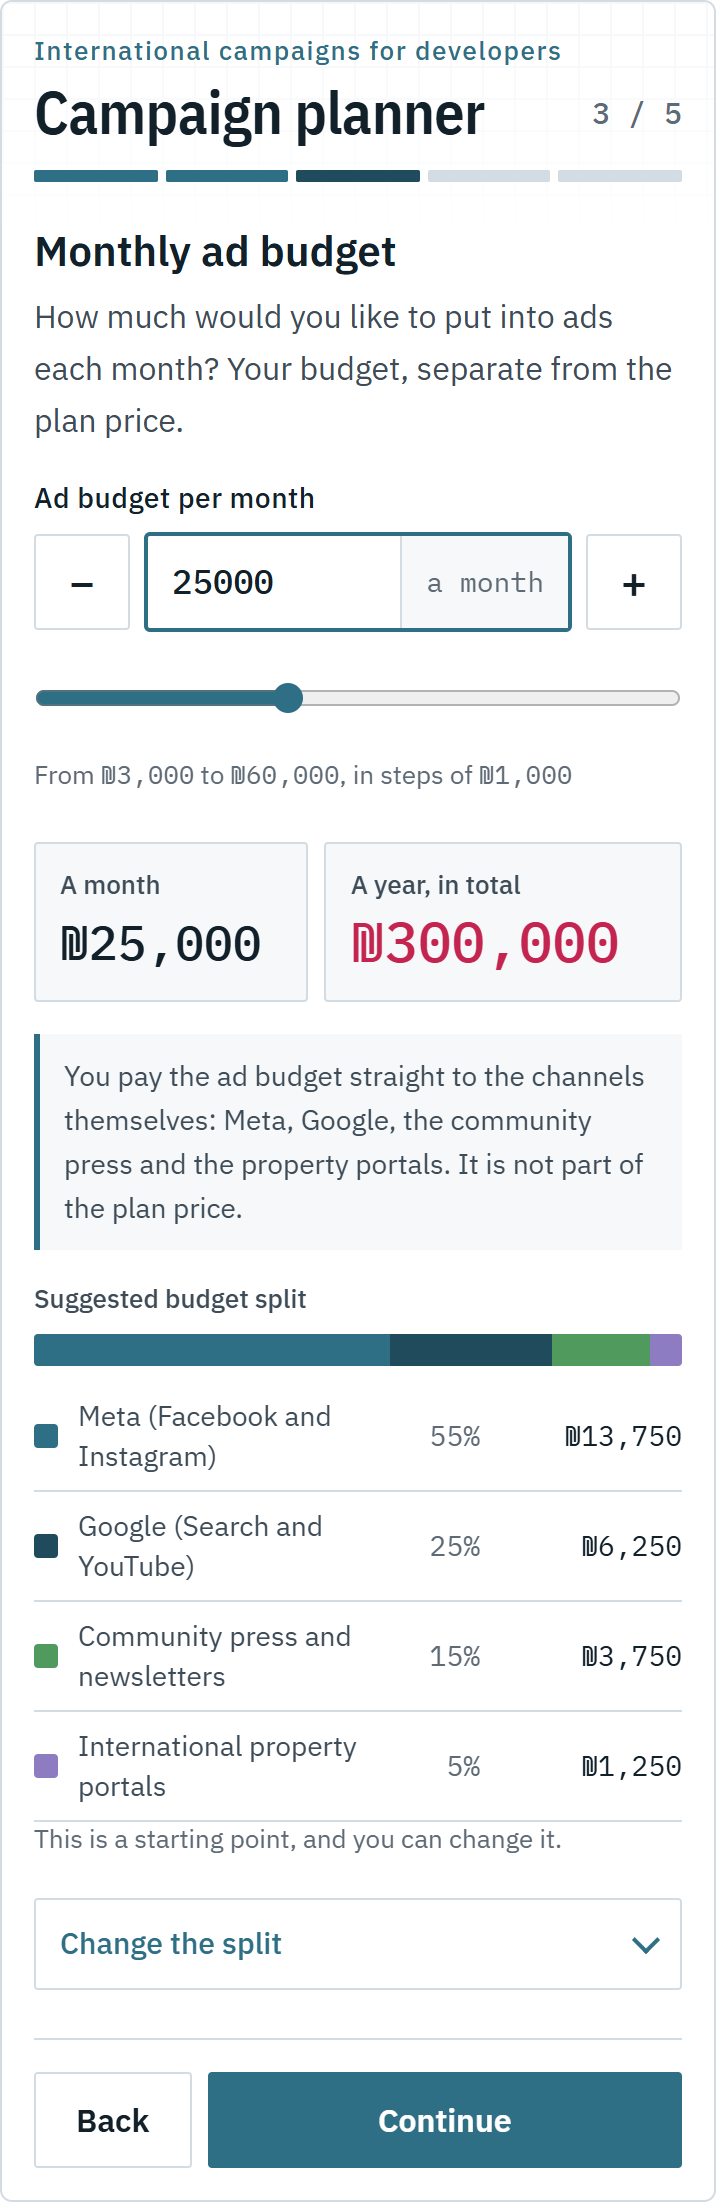 International campaigns for developers
Campaign planner
3 / 5
Monthly ad budget
How much would you like to put into ads
each month? Your budget, separate from the
plan price.
Ad budget per month
−
25000
a month
+
From ₪3,000 to ₪60,000, in steps of ₪1,000
A month
₪25,000
A year, in total
₪300,000
You pay the ad budget straight to the channels
themselves: Meta, Google, the community
press and the property portals. It is not part of
the plan price.
Suggested budget split
Meta (Facebook and
Instagram)
55%
₪13,750
Google (Search and
YouTube)
25%
₪6,250
Community press and
newsletters
15%
₪3,750
International property
portals
5%
₪1,250
This is a starting point, and you can change it.
Change the split
Back
Continue